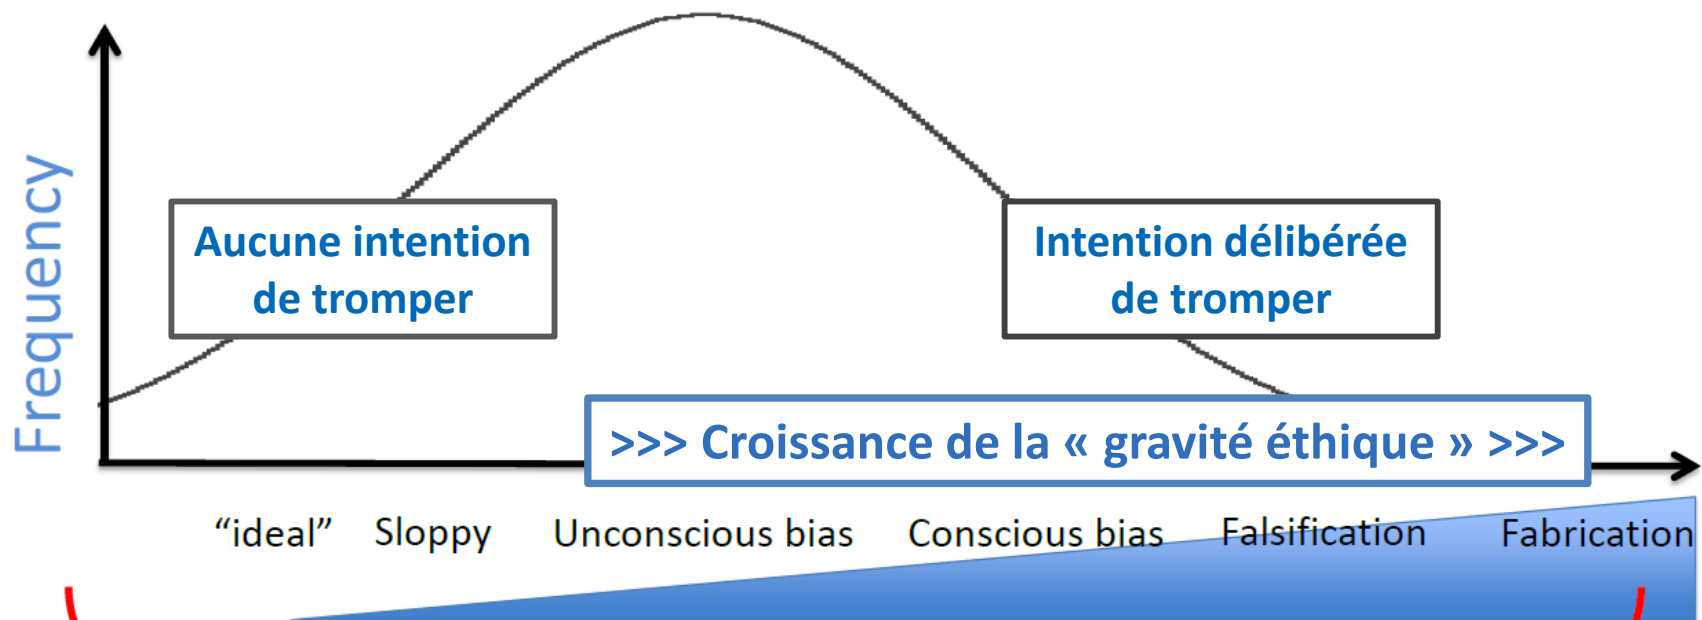 Frequency
Aucune intention
de tromper
Intention délibérée
de tromper
>>> Croissance de la « gravité éthique » >>>
“ideal” Sloppy Unconscious bias Conscious bias Falsification Fabrication